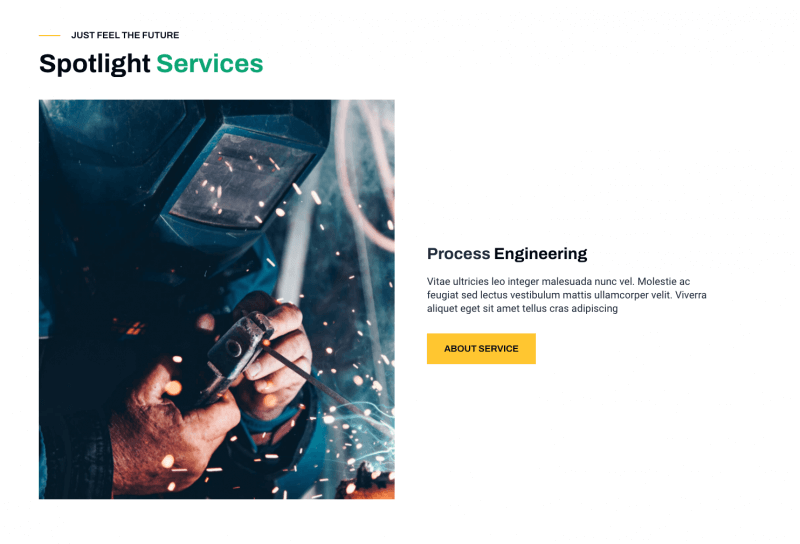 JUST FEEL THE FUTURE
Spotlight Services
Process Engineering
Vitae ultricies leo integer malesuada nunc vel. Molestie ac
feugiat sed lectus vestibulum mattis ullamcorper velit. Viverra
aliquet eget sit amet tellus cras adipiscing
ABOUT SERVICE